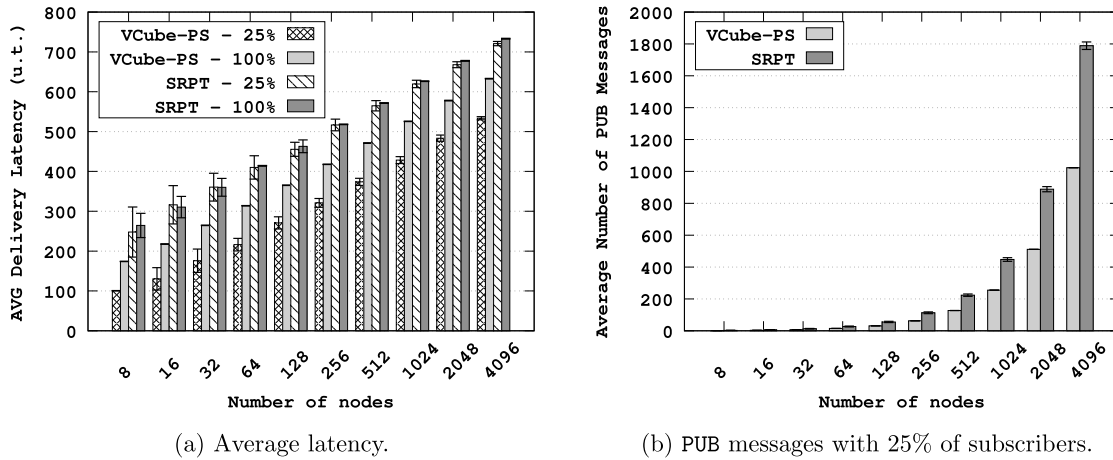 AVG Delivery Latency (u.t.)
800
700
600
500
400
300
200
100
0
VCube-PS - 25%
VCube-PS - 100%
SRPT - 25%
SRPT - 100%
8 16 32 64 128 256 512 1024 2048 4096
Number of nodes
(a) Average latency.
Average Number of PUB Messages
2000
1800
1600
1400
1200
1000
800
600
400
200
0
VCube-PS
SRPT
8 16 32 64 128 256 512 1024 2048 4096
Number of nodes
(b) PUB messages with 25% of subscribers.